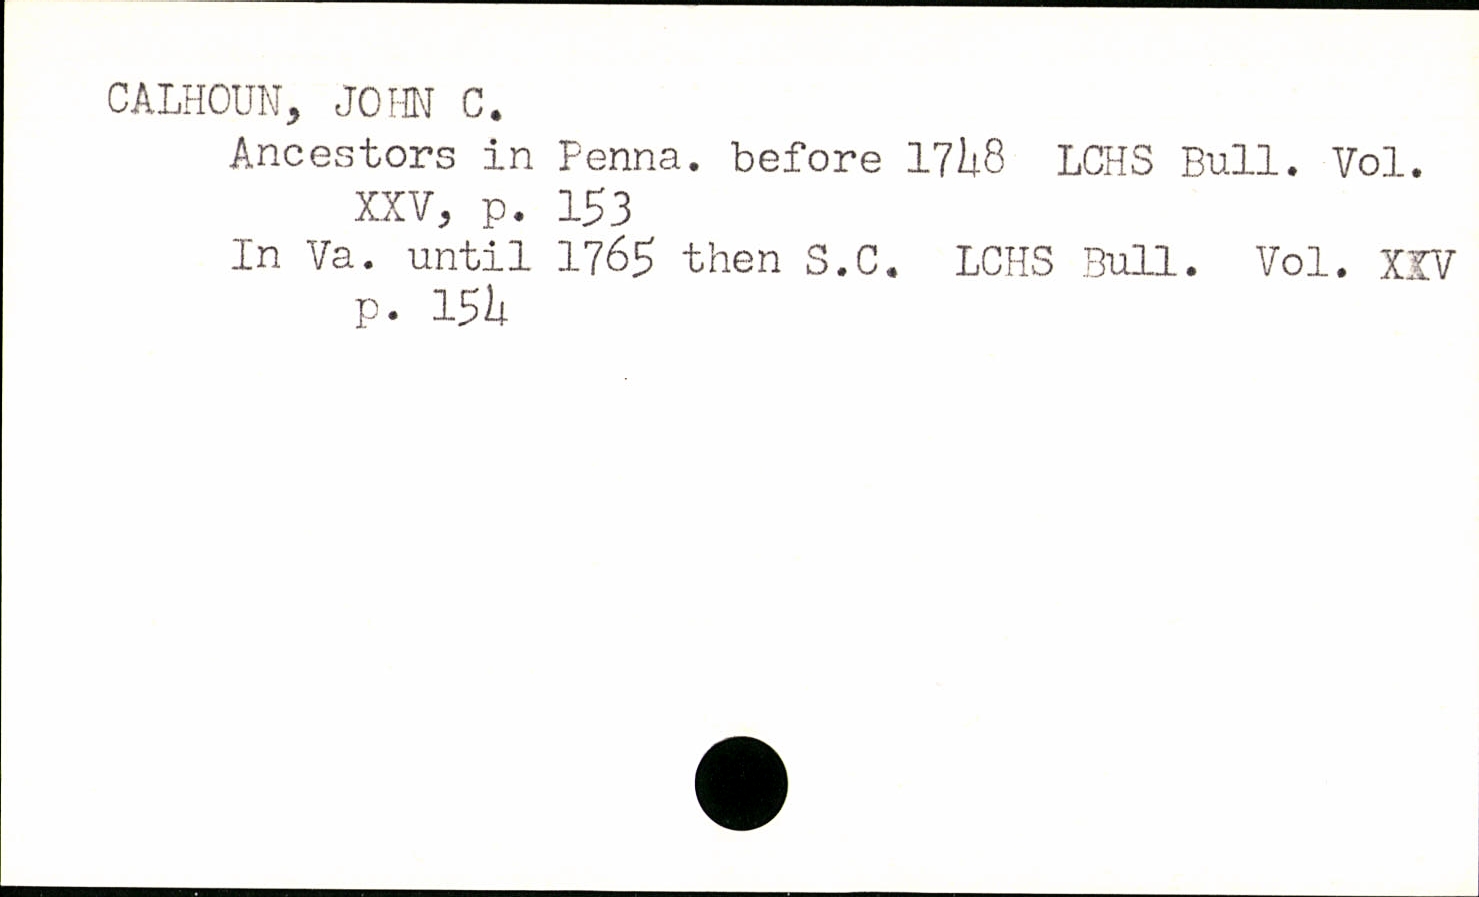 CALHOUN, JOHN C.
Ancestors in Penna. before 1748 LCHS Bull. Vol.
XXV, p. 153
In Va. until 1765 then S.C. LCHS Bull. Vol. XXV
p. 154